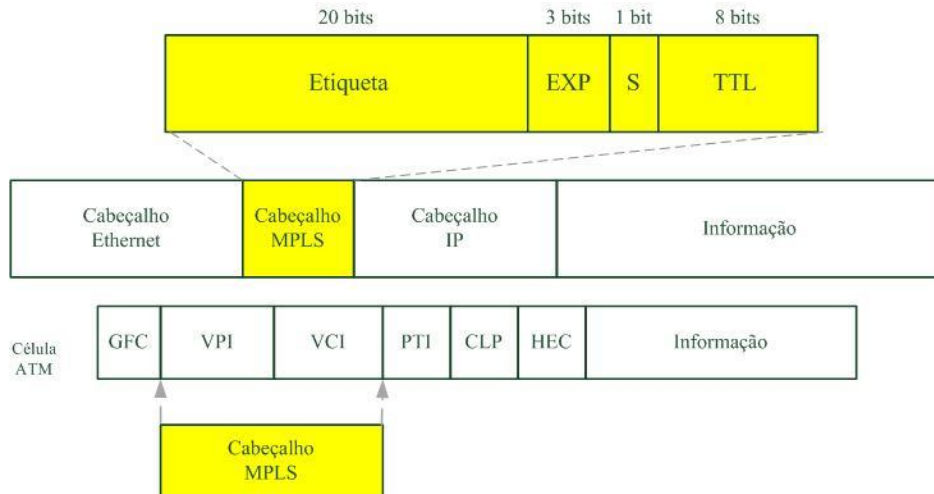 20 bits 3 bits 1 bit 8 bits
Etiqueta EXP S TTL
Cabeçalho Ethernet
Cabeçalho MPLS
Cabeçalho IP
Informação
Célula ATM
GFC VPI VCI PTI CLP HEC Informação
Cabeçalho
MPLS